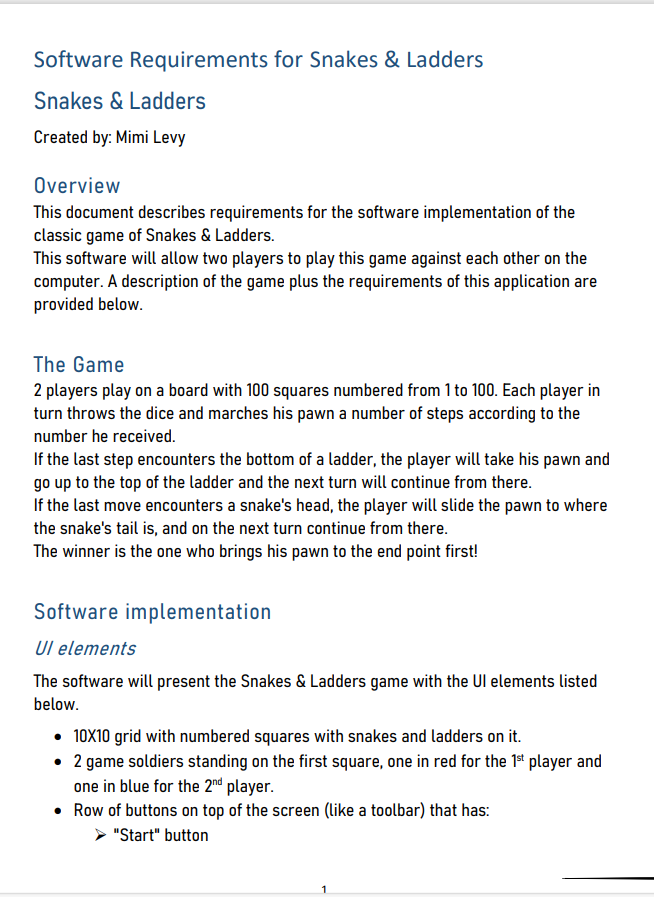 Software Requirements for Snakes & Ladders
Snakes & Ladders
Created by: Mimi Levy
Overview
This document describes requirements for the software implementation of the
classic game of Snakes & Ladders.
This software will allow two players to play this game against each other on the
computer. A description of the game plus the requirements of this application are
provided below.
The Game
2 players play on a board with 100 squares numbered from 1 to 100. Each player in
turn throws the dice and marches his pawn a number of steps according to the
number he received.
If the last step encounters the bottom of a ladder, the player will take his pawn and
go up to the top of the ladder and the next turn will continue from there.
If the last move encounters a snake's head, the player will slide the pawn to where
the snake's tail is, and on the next turn continue from there.
The winner is the one who brings his pawn to the end point first!
Software implementation
UI elements
The software will present the Snakes & Ladders game with the UI elements listed
below.
• 10X10 grid with numbered squares with snakes and ladders on it.
• 2 game soldiers standing on the first square, one in red for the 1st player and
one in blue for the 2nd player.
• Row of buttons on top of the screen (like a toolbar) that has:
➢ "Start" button
1